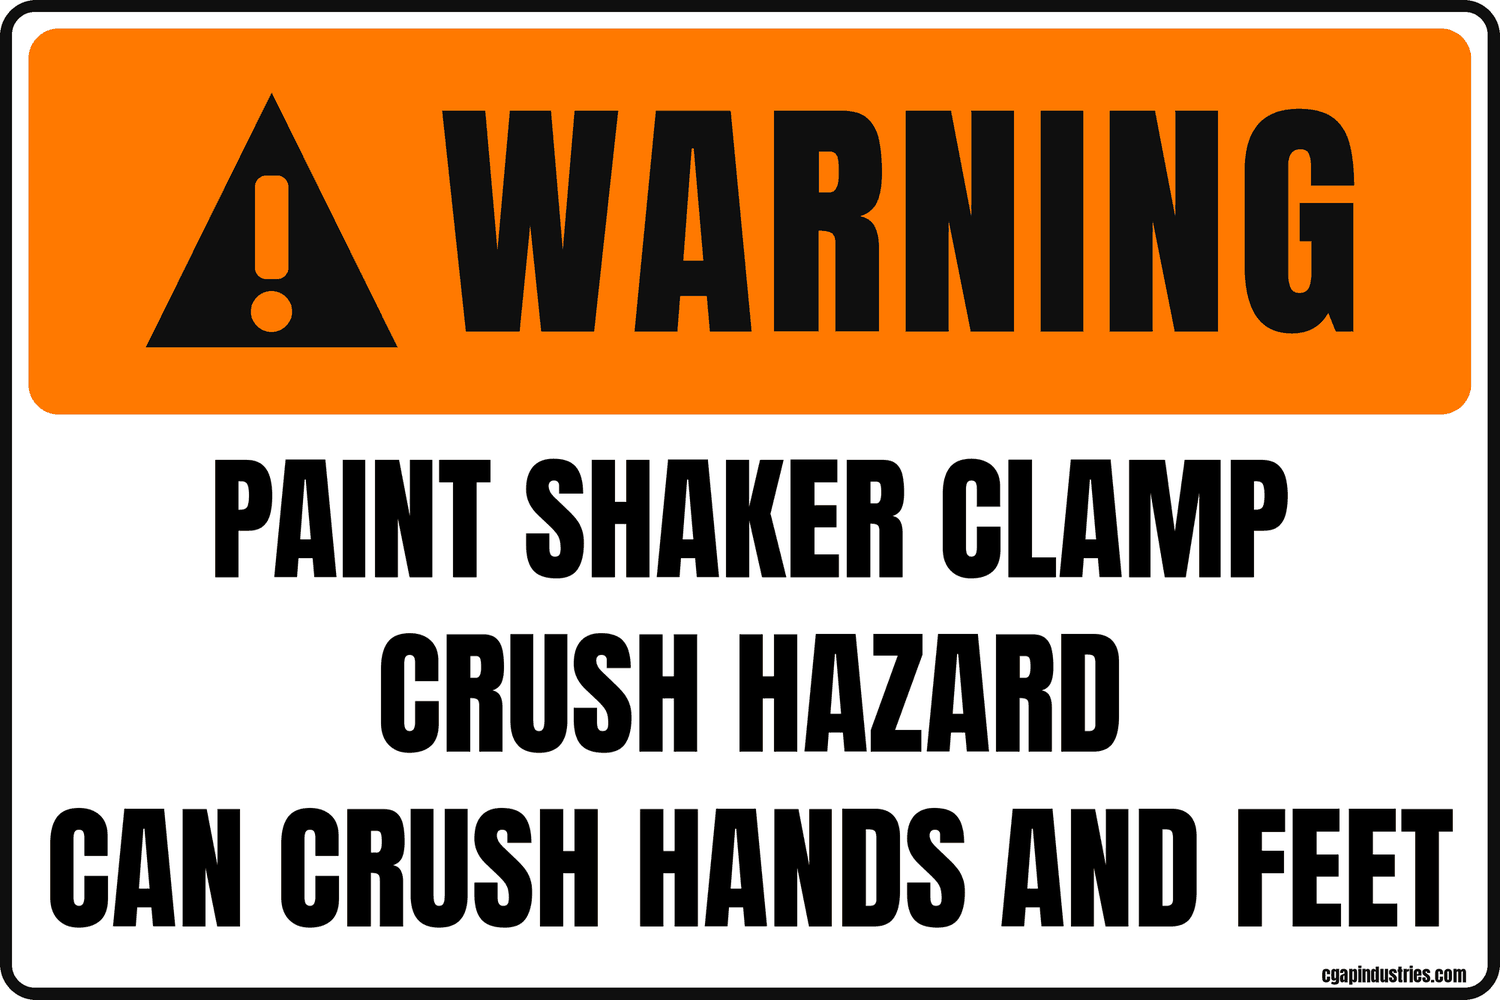 WARNING
PAINT SHAKER CLAMP
CRUSH HAZARD
CAN CRUSH HANDS AND FEET
cgapindustries.com